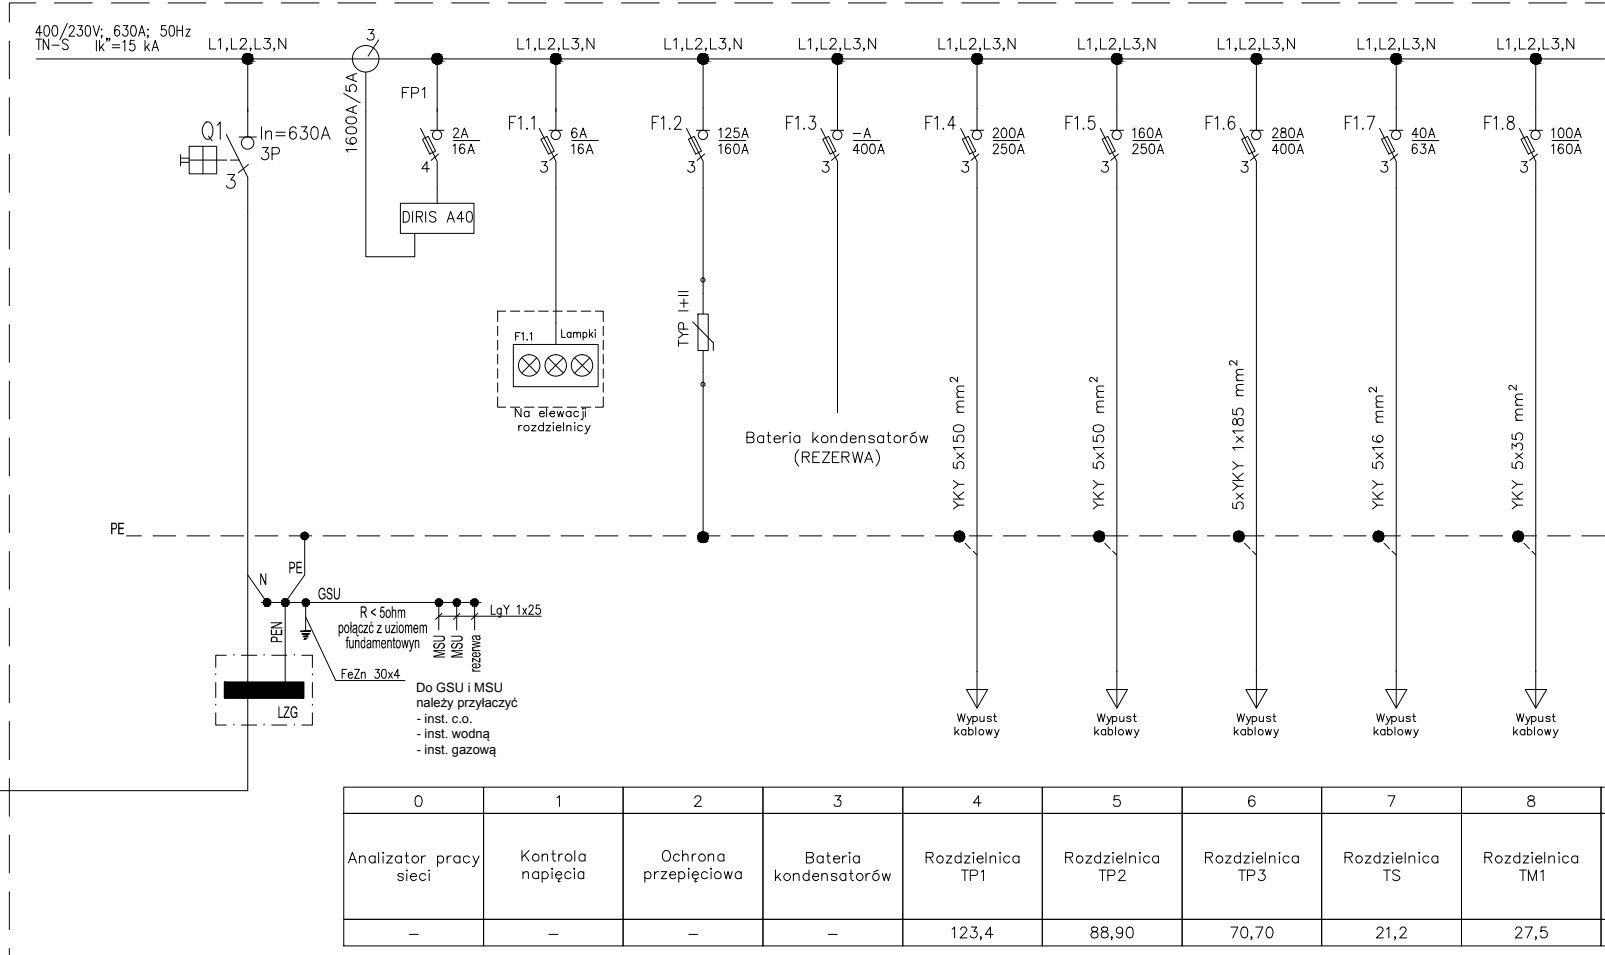 400/230V; 630A; 50Hz
TN-S Ik"=15 kA
L1,L2,L3,N
3
L1,L2,L3,N
L1,L2,L3,N
L1,L2,L3,N
L1,L2,L3,N
L1,L2,L3,N
L1,L2,L3,N
L1,L2,L3,N
L1,L2,L3,N
Q1
In=630A
3P
3
1600A/5A
FP1
2A
16A
4
DIRIS A40
F1.1
6A
16A
3
F1.2
125A
160A
3
F1.3
-A
400A
3
F1.4
200A
250A
3
F1.5
160A
250A
3
F1.6
280A
400A
3
F1.7
40A
63A
3
F1.8
100A
160A
3
F1.1 Lampki
Na elewacji
rozdzielnicy
TYP I+II
Bateria kondensatorów
(REZERWA)
YKY 5x150 mm²
YKY 5x150 mm²
5xYKY 1x185 mm²
YKY 5x16 mm²
YKY 5x35 mm²
PE
N
PE
GSU
PEN
R < 5ohm
połączć z uziomem
fundamentowyn
LgY 1x25
MSU
MSU
rezerwa
FeZn 30x4
LZG
Do GSU i MSU
należy przyłaczyć
- inst. c.o.
- inst. wodną
- inst. gazową
Wypust
kablowy
Wypust
kablowy
Wypust
kablowy
Wypust
kablowy
Wypust
kablowy
0 1 2 3 4 5 6 7 8
Analizator pracy
sieci
Kontrola
napięcia
Ochrona
przepięciowa
Bateria
kondensatorów
Rozdzielnica
TP1
Rozdzielnica
TP2
Rozdzielnica
TP3
Rozdzielnica
TS
Rozdzielnica
TM1
- - - - 123,4 88,90 70,70 21,2 27,5